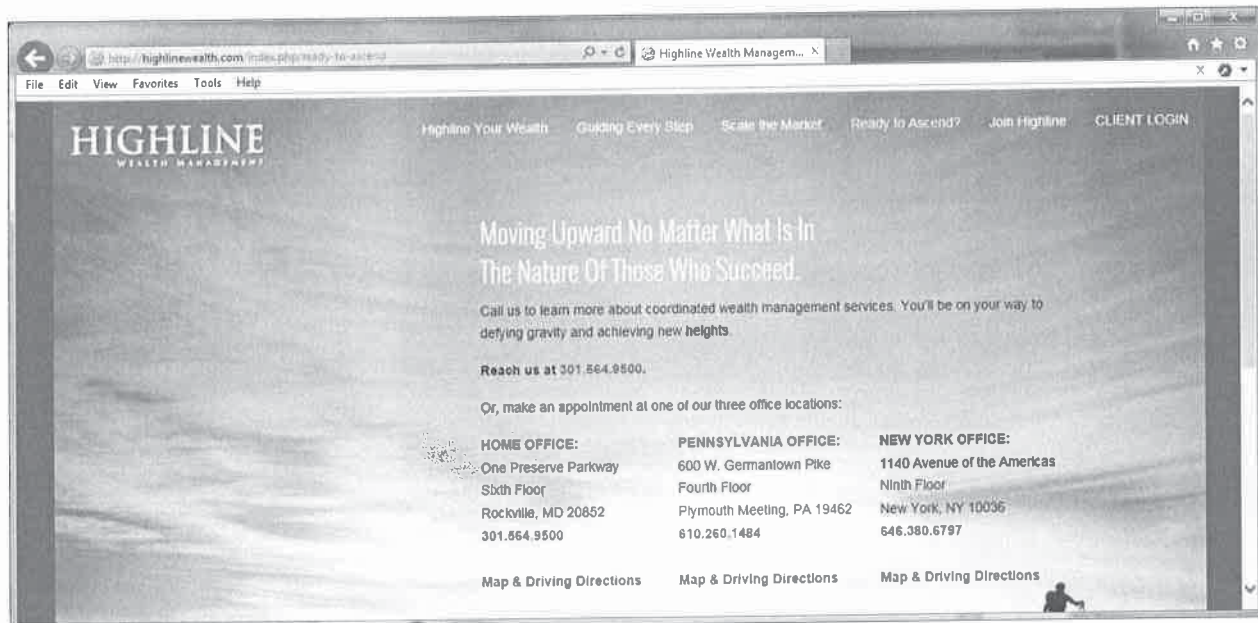 http://highlinewealth.com/index.php/ready-to-ascend
Highline Wealth Managem...
File Edit View Favorites Tools Help
HIGHLINE
WEALTH MANAGEMENT
Highline Your Wealth Guiding Every Step Scale the Market Ready to Ascend? Join Highline CLIENT LOGIN
Moving Upward No Matter What Is In
The Nature Of Those Who Succeed.
Call us to learn more about coordinated wealth management services. You'll be on your way to
defying gravity and achieving new heights.
Reach us at 301.564.9500.
Or, make an appointment at one of our three office locations:
HOME OFFICE:
One Preserve Parkway
Sixth Floor
Rockville, MD 20852
301.564.9500
Map & Driving Directions
PENNSYLVANIA OFFICE:
600 W. Germantown Pike
Fourth Floor
Plymouth Meeting, PA 19462
610.260.1484
Map & Driving Directions
NEW YORK OFFICE:
1140 Avenue of the Americas
Ninth Floor
New York, NY 10036
646.380.6797
Map & Driving Directions